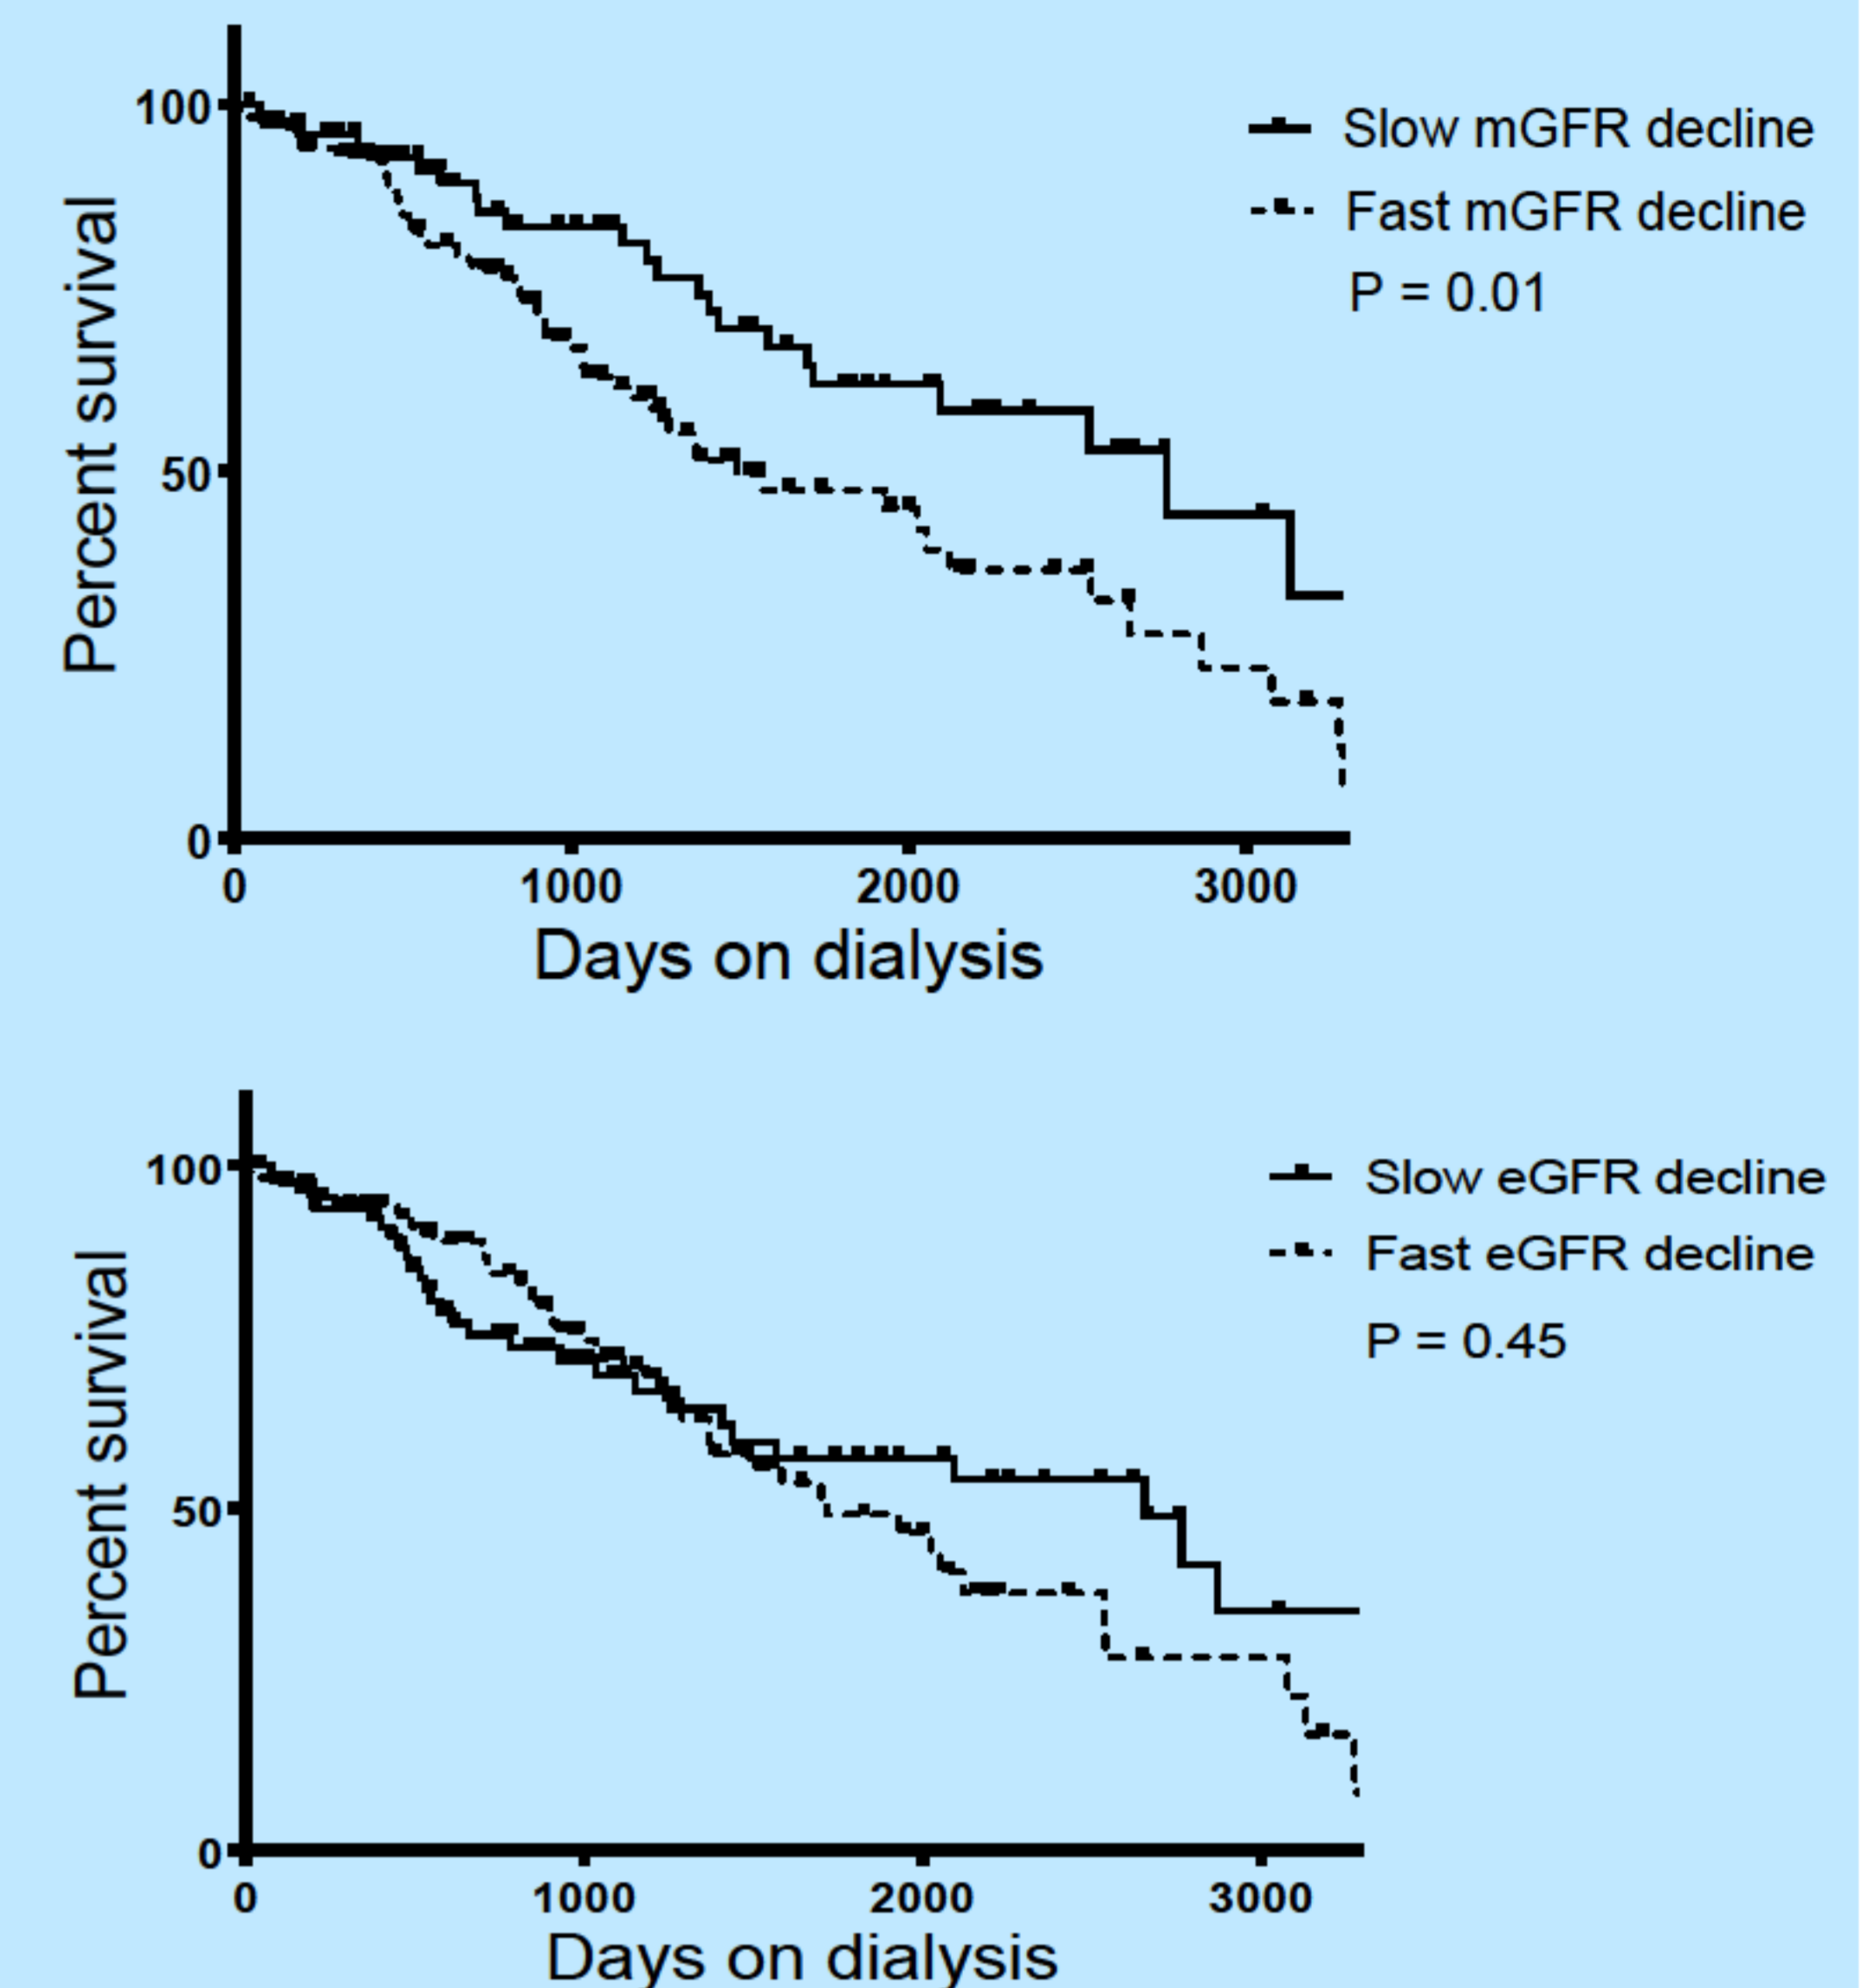 100
50
0
Percent survival
Slow mGFR decline
Fast mGFR decline
P = 0.01
0 1000 2000 3000
Days on dialysis
100
50
0
Percent survival
Slow eGFR decline
Fast eGFR decline
P = 0.45
0 1000 2000 3000
Days on dialysis